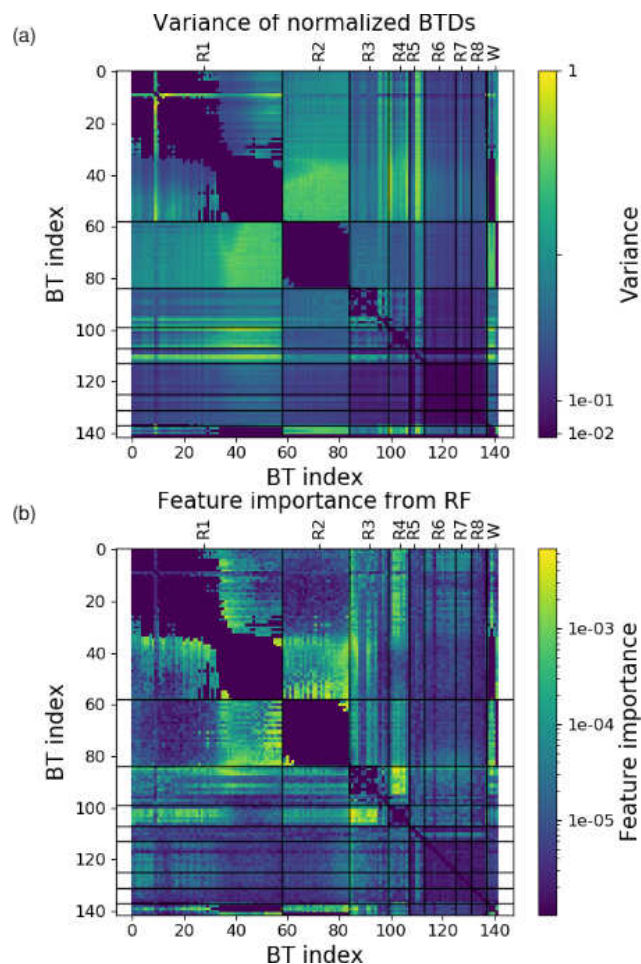 (a)
Variance of normalized BTDs
R1 R2 R3 R4 R5 R6 R7 R8 W
0
20
40
60
80
100
120
140
BT index
0 20 40 60 80 100 120 140
BT index
1
1e-01
1e-02
Variance
(b)
Feature importance from RF
R1 R2 R3 R4 R5 R6 R7 R8 W
0
20
40
60
80
100
120
140
BT index
0 20 40 60 80 100 120 140
BT index
1e-03
1e-04
1e-05
Feature importance